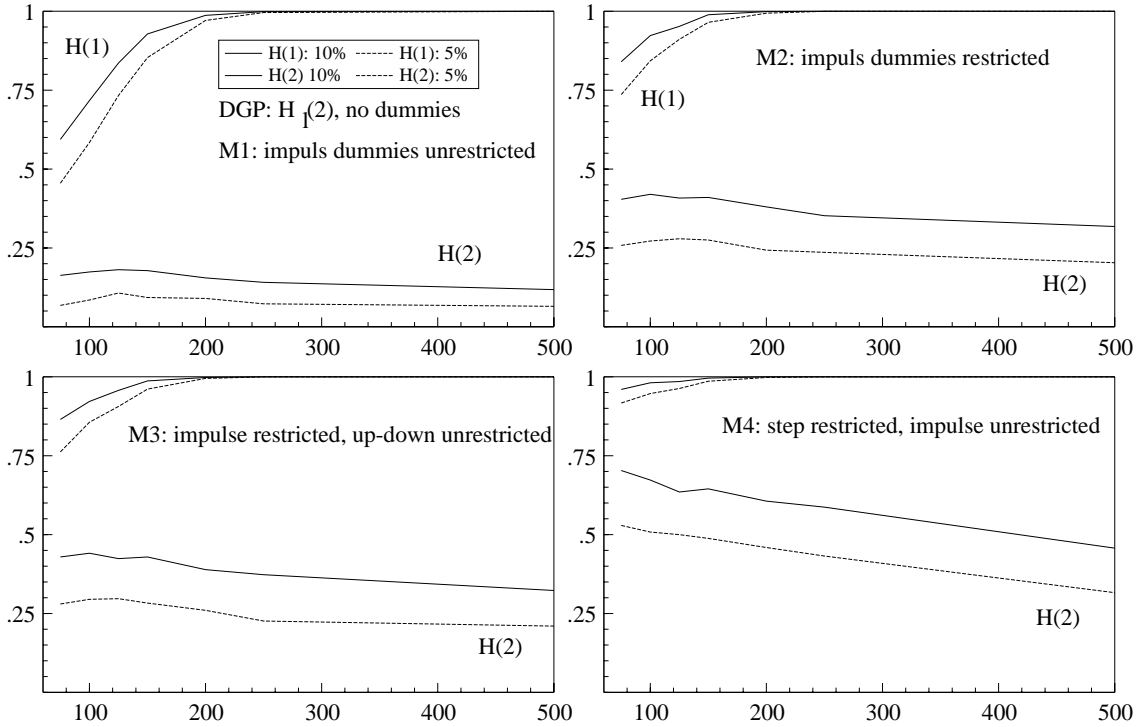 1
H(1)
H(1): 10% H(1): 5%
H(2) 10% H(2): 5%
DGP: H l(2), no dummies
M1: impuls dummies unrestricted
.75
.5
.25
H(2)
100 200 300 400 500
1
M2: impuls dummies restricted
H(1)
.75
.5
.25
H(2)
100 200 300 400 500
1
M3: impulse restricted, up-down unrestricted
.75
.5
.25
H(2)
100 200 300 400 500
1
M4: step restricted, impulse unrestricted
.75
.5
.25
H(2)
100 200 300 400 500